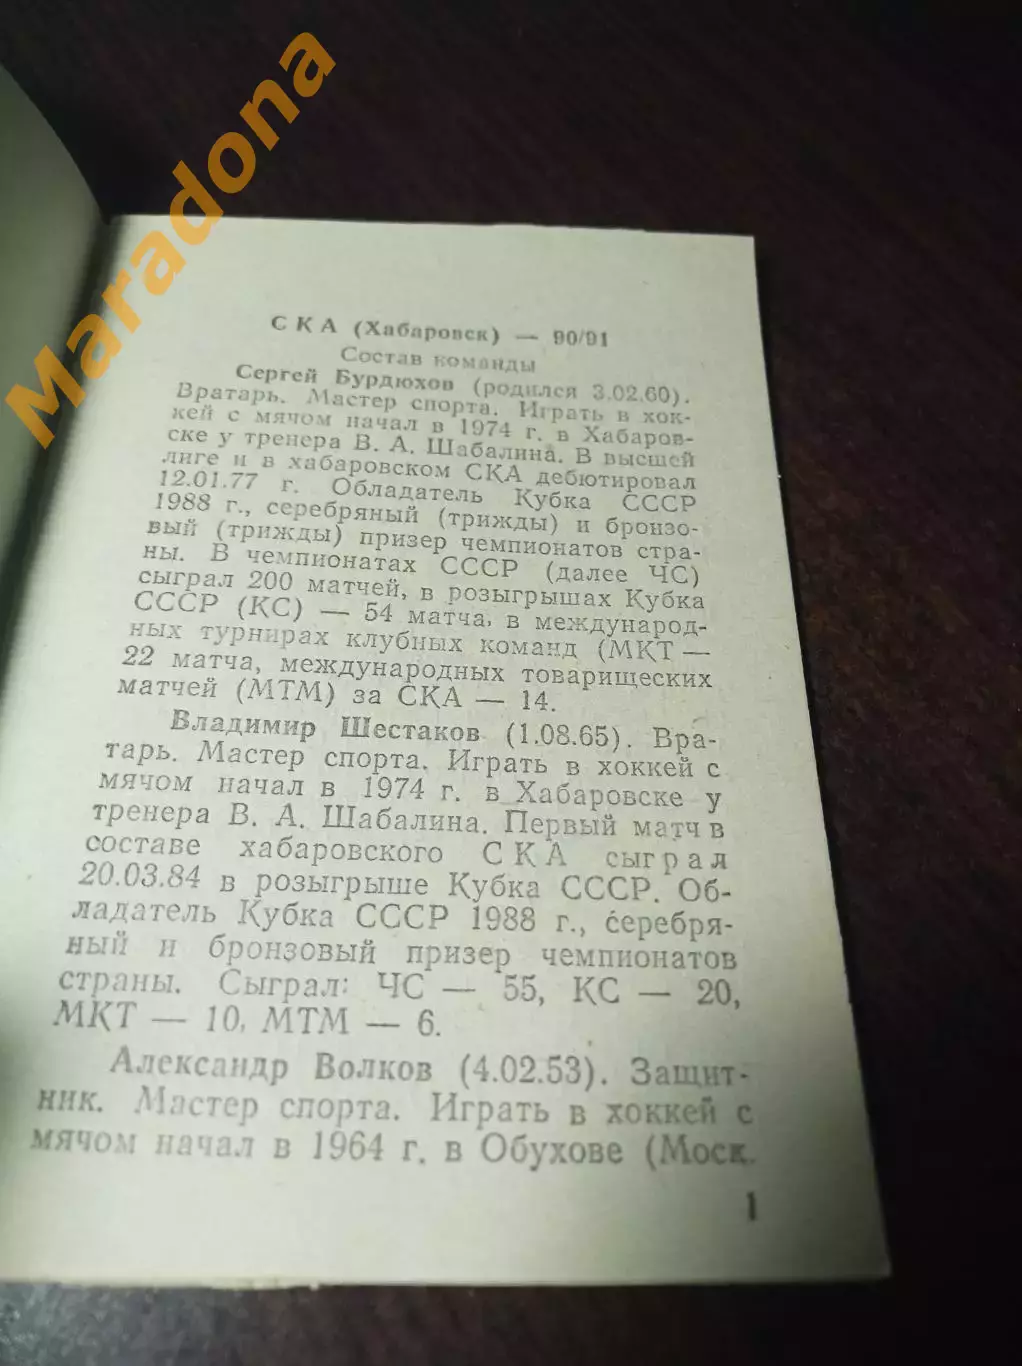 Maradona
СКА (Хабаровск) — 90/91
Состав команды
Сергей Бурдюхов (родился 3.02.60).
Вратарь. Мастер спорта. Играть в хок-
кей с мячом начал в 1974 г. в Хабаров-
ске у тренера В. А. Шабалина. В высшей
лиге и в хабаровском СКА дебютировал
12.01.77 г. Обладатель Кубка СССР
1988 г., серебряный (трижды) и бронзо-
вый (трижды) призер чемпионатов стра-
ны. В чемпионатах СССР (далее ЧС)
сыграл 200 матчей, в розыгрышах Кубка
СССР (КС) — 54 матча, в международ-
ных турнирах клубных команд (МКТ —
22 матча, международных товарищеских
матчей (МТМ) за СКА — 14.
Владимир Шестаков (1.08.65). Вра-
тарь. Мастер спорта. Играть в хоккей с
мячом начал в 1974 г. в Хабаровске у
тренера В. А. Шабалина. Первый матч в
составе хабаровского СКА сыграл
20.03.84 в розыгрыше Кубка СССР. Об-
ладатель Кубка СССР 1988 г., серебря-
ный и бронзовый призер чемпионатов
страны. Сыграл: ЧС — 55, КС — 20,
МКТ — 10, МТМ — 6.
Александр Волков (4.02.53). Защит-
ник. Мастер спорта. Играть в хоккей с
мячом начал в 1964 г. в Обухове (Моск.
1